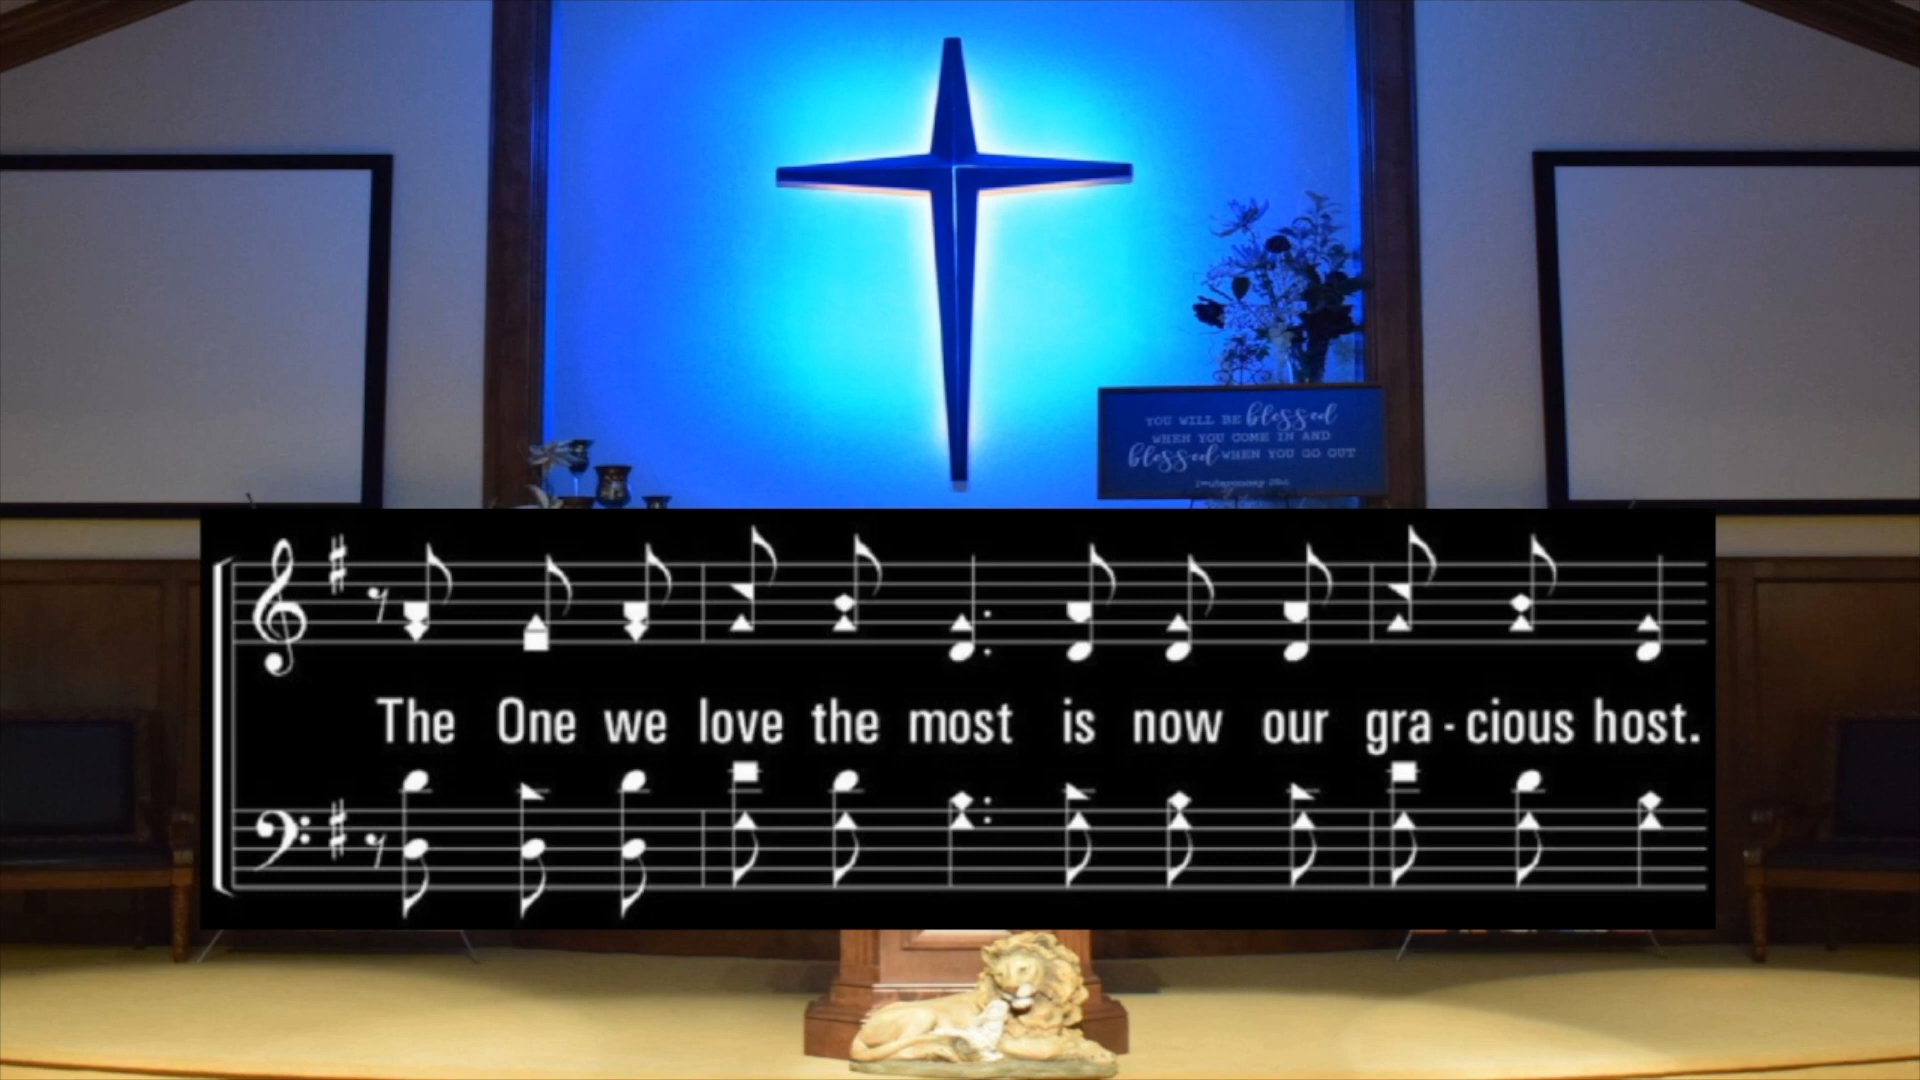 YOU WILL BE blessed
WHEN YOU COME IN AND
blessed WHEN YOU GO OUT
The One we love the most is now our gra - cious host.